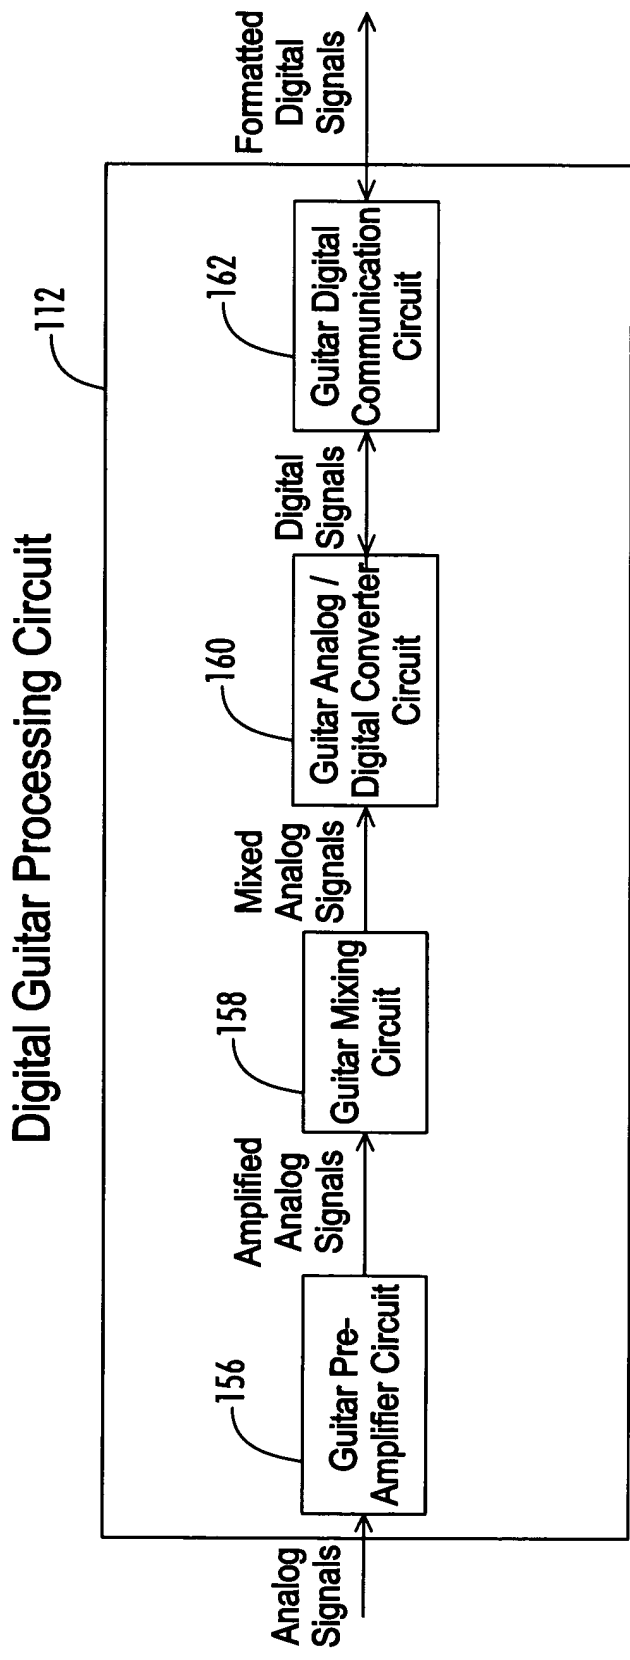 Digital Guitar Processing Circuit
112
Analog
Signals
156
Guitar Pre-
Amplifier Circuit
Amplified
Analog
Signals
158
Guitar Mixing
Circuit
Mixed
Analog
Signals
160
Guitar Analog /
Digital Converter
Circuit
Digital
Signals
162
Guitar Digital
Communication
Circuit
Formatted
Digital
Signals